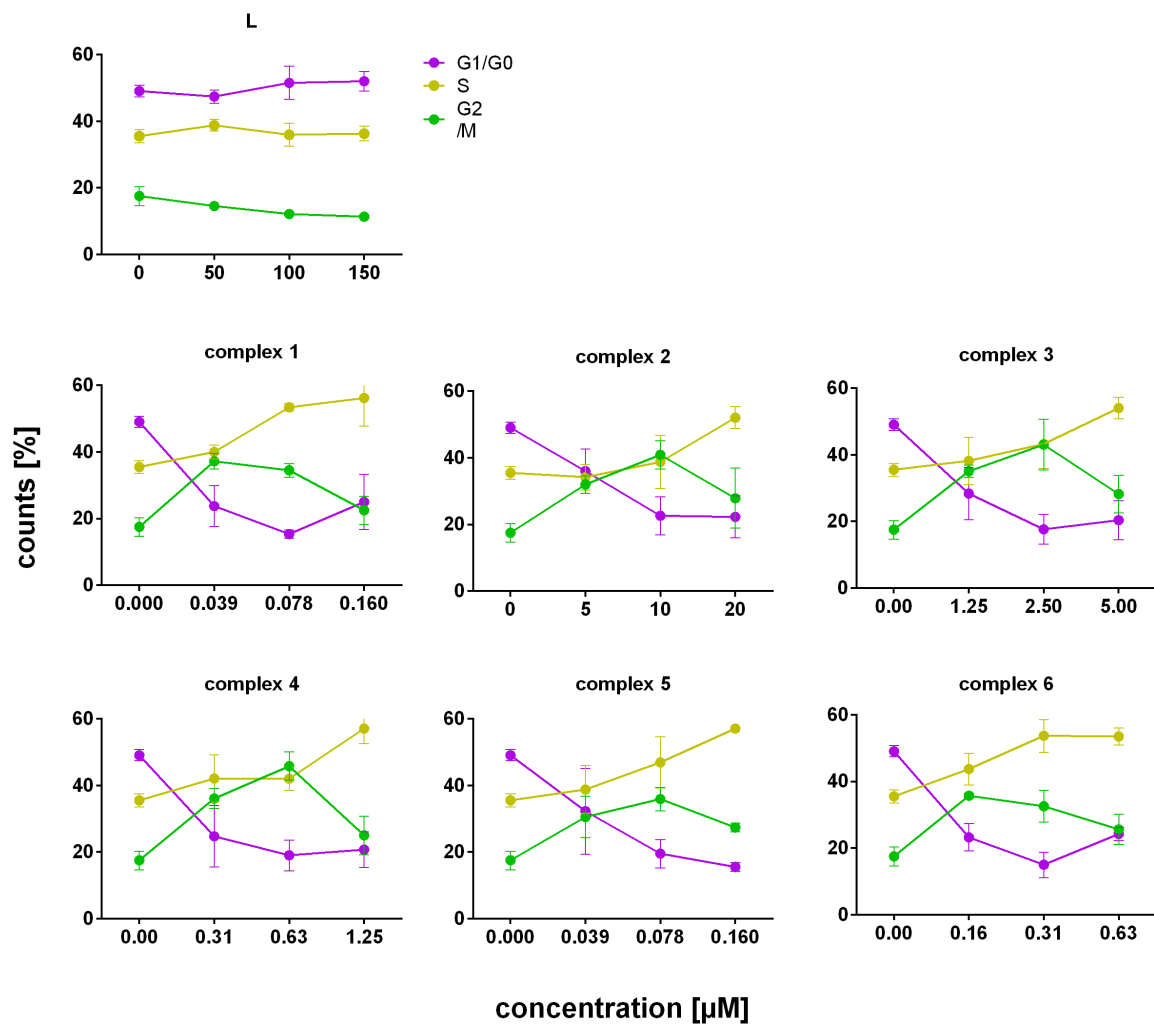 L
60
40
20
0
0 50 100 150
G1/G0
S
G2
/M
counts [%]
complex 1
60
40
20
0
0.000 0.039 0.078 0.160
complex 2
60
40
20
0
0 5 10 20
complex 3
60
40
20
0
0.00 1.25 2.50 5.00
complex 4
60
40
20
0
0.00 0.31 0.63 1.25
complex 5
60
40
20
0
0.000 0.039 0.078 0.160
complex 6
60
40
20
0
0.00 0.16 0.31 0.63
concentration [µM]